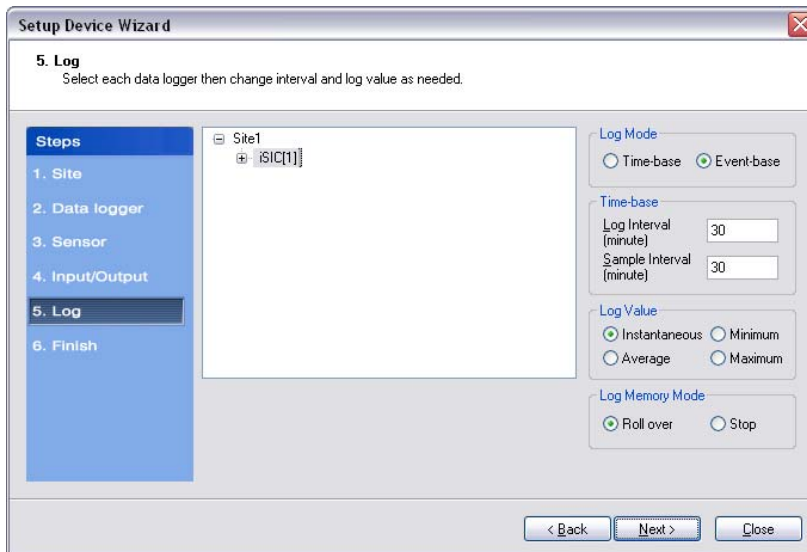 Setup Device Wizard
5. Log
Select each data logger then change interval and log value as needed.
Steps
1. Site
2. Data logger
3. Sensor
4. Input/Output
5. Log
6. Finish
Site1
iSIC[1]
Log Mode
Time-base Event-base
Time-base
Log Interval (minute) 30
Sample Interval (minute) 30
Log Value
Instantaneous Minimum
Average Maximum
Log Memory Mode
Roll over Stop
< Back Next > Close